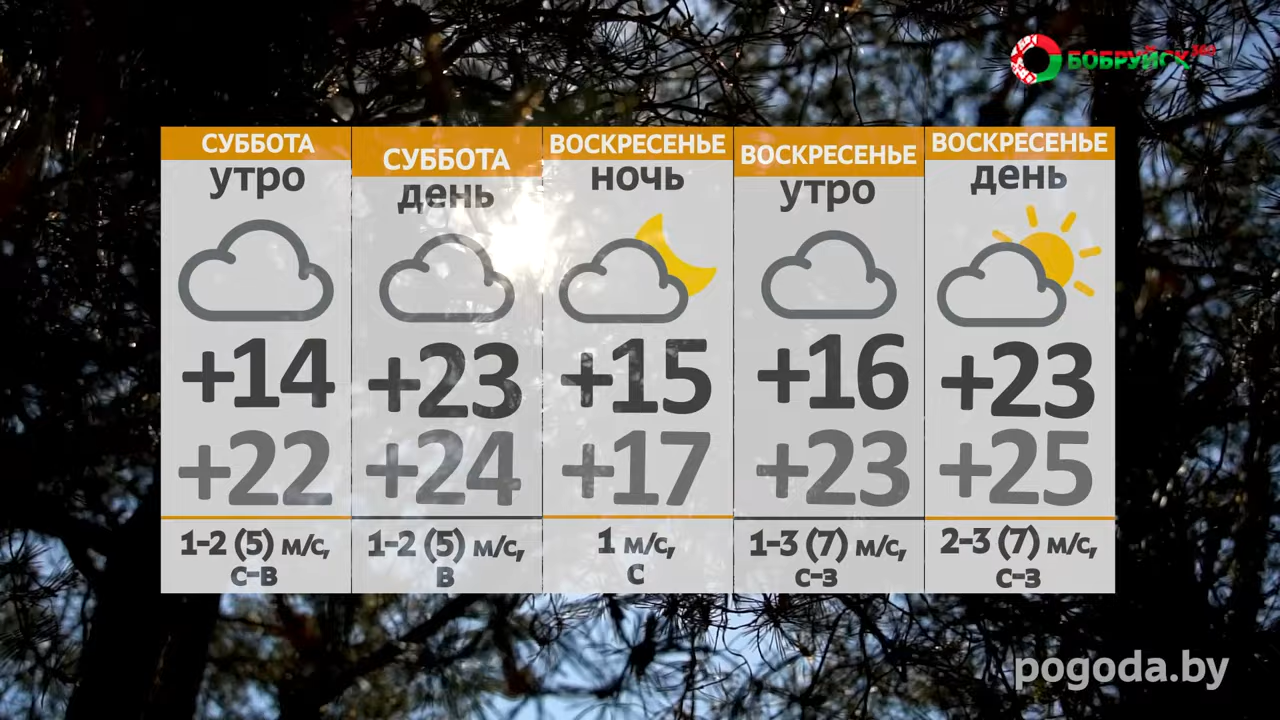 БОБРУЙСК 360
СУББОТА
утро
+14
+22
1-2 (5) м/с,
с-в
СУББОТА
день
+23
+24
1-2 (5) м/с,
в
ВОСКРЕСЕНЬЕ
ночь
+15
+17
1 м/с,
с
ВОСКРЕСЕНЬЕ
утро
+16
+23
1-3 (7) м/с,
с-з
ВОСКРЕСЕНЬЕ
день
+23
+25
2-3 (7) м/с,
с-з
pogoda.by